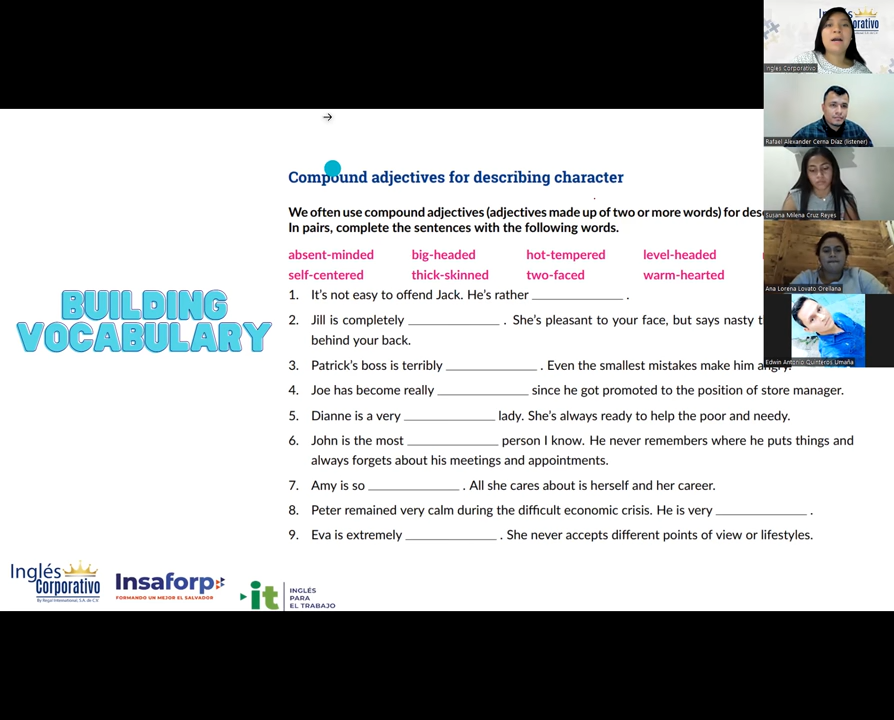 Inglés Corporativo
Compound adjectives for describing character
We often use compound adjectives (adjectives made up of two or more words) for
In pairs, complete the sentences with the following words.
absent-minded big-headed hot-tempered level-headed
self-centered thick-skinned two-faced warm-hearted
1. It's not easy to offend Jack. He's rather ______________ .
2. Jill is completely ______________ . She's pleasant to your face, but says nasty
behind your back.
3. Patrick's boss is terribly ______________ . Even the smallest mistakes make him angry.
4. Joe has become really ______________ since he got promoted to the position of store manager.
5. Dianne is a very ______________ lady. She's always ready to help the poor and needy.
6. John is the most ______________ person I know. He never remembers where he puts things and
always forgets about his meetings and appointments.
7. Amy is so ______________ . All she cares about is herself and her career.
8. Peter remained very calm during the difficult economic crisis. He is very ______________ .
9. Eva is extremely ______________ . She never accepts different points of view or lifestyles.
BUILDING
VOCABULARY
Rafael Alexander Cerna Díaz (listener)
Susana Milena Cruz Reyes
Ana Lorena Lovato Orellana
Edwin Antonio Quinteros Umaña
Inglés
Corporativo
Insaforp
FORMANDO UN MEJOR EL SALVADOR
it
INGLÉS
PARA
EL TRABAJO